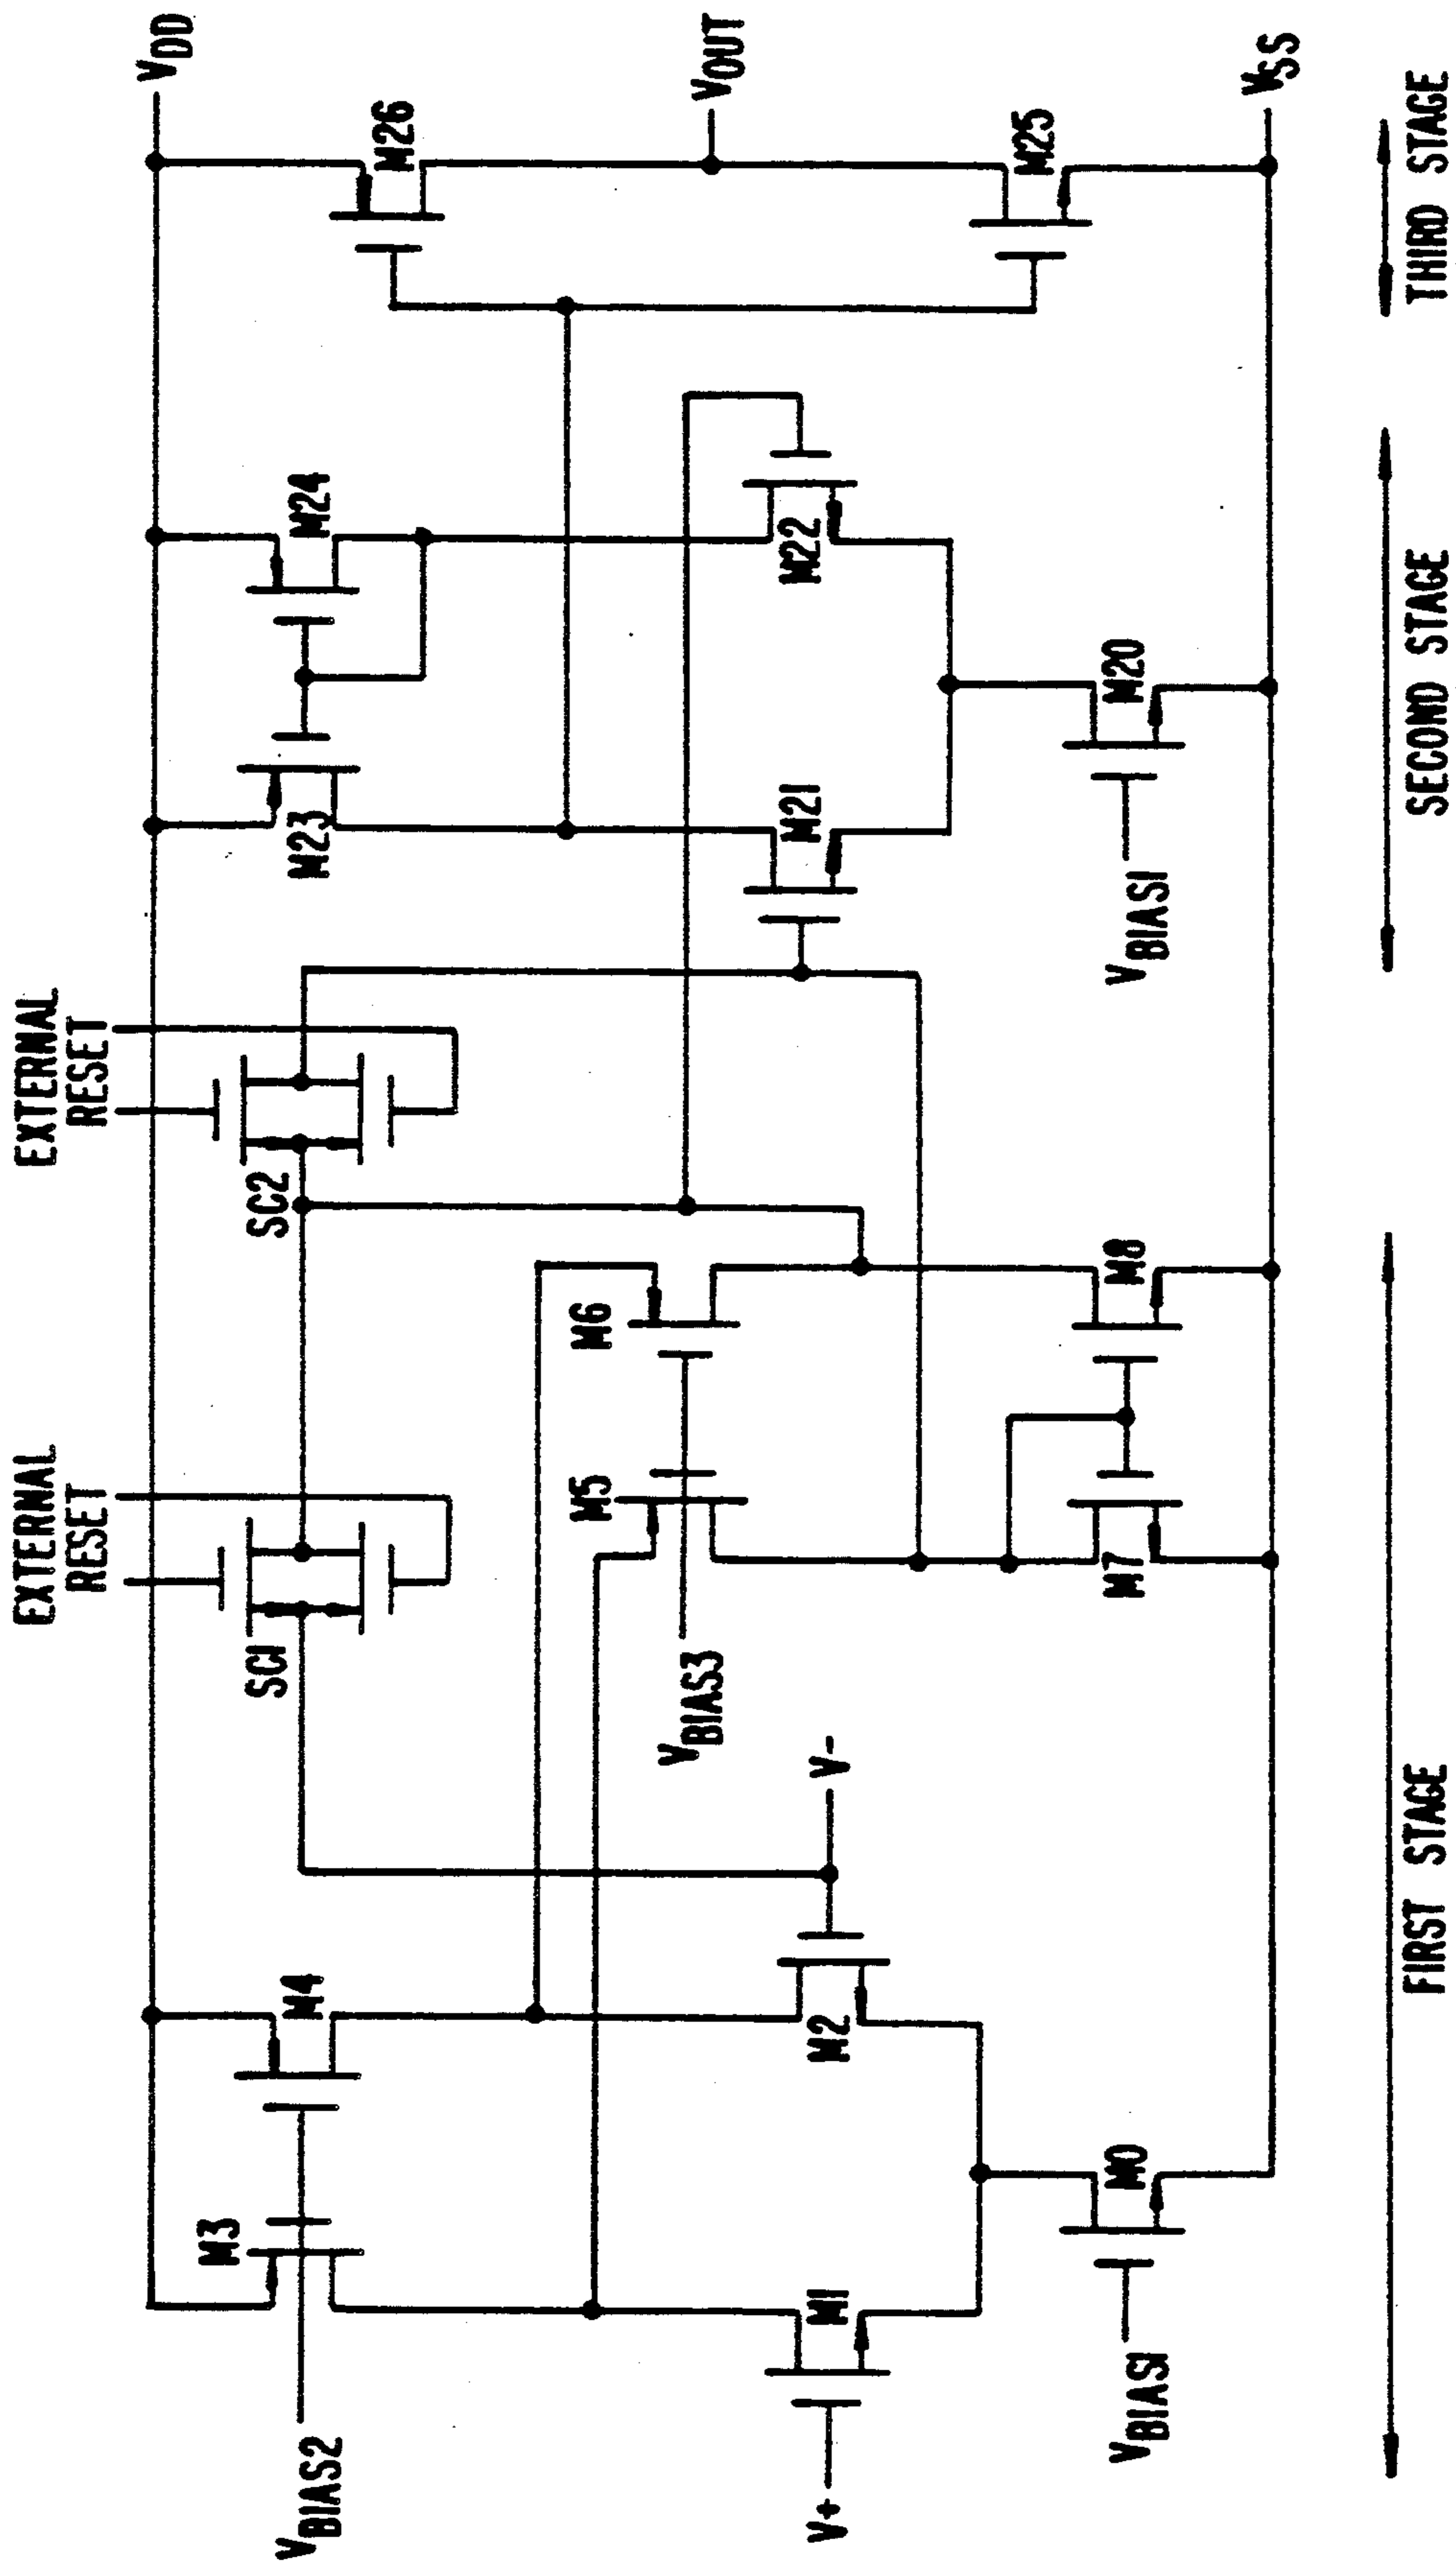 EXTERNAL
RESET
EXTERNAL
RESET
VDD
SC1
SC2
M3
M4
M23
M24
M26
VBIAS2
M5
M6
VBIAS3
VOUT
V+
M1
M2
V-
M21
M22
VBIAS1
M0
M7
M8
VBIAS1
M20
M25
VSS
FIRST STAGE
SECOND STAGE
THIRD STAGE